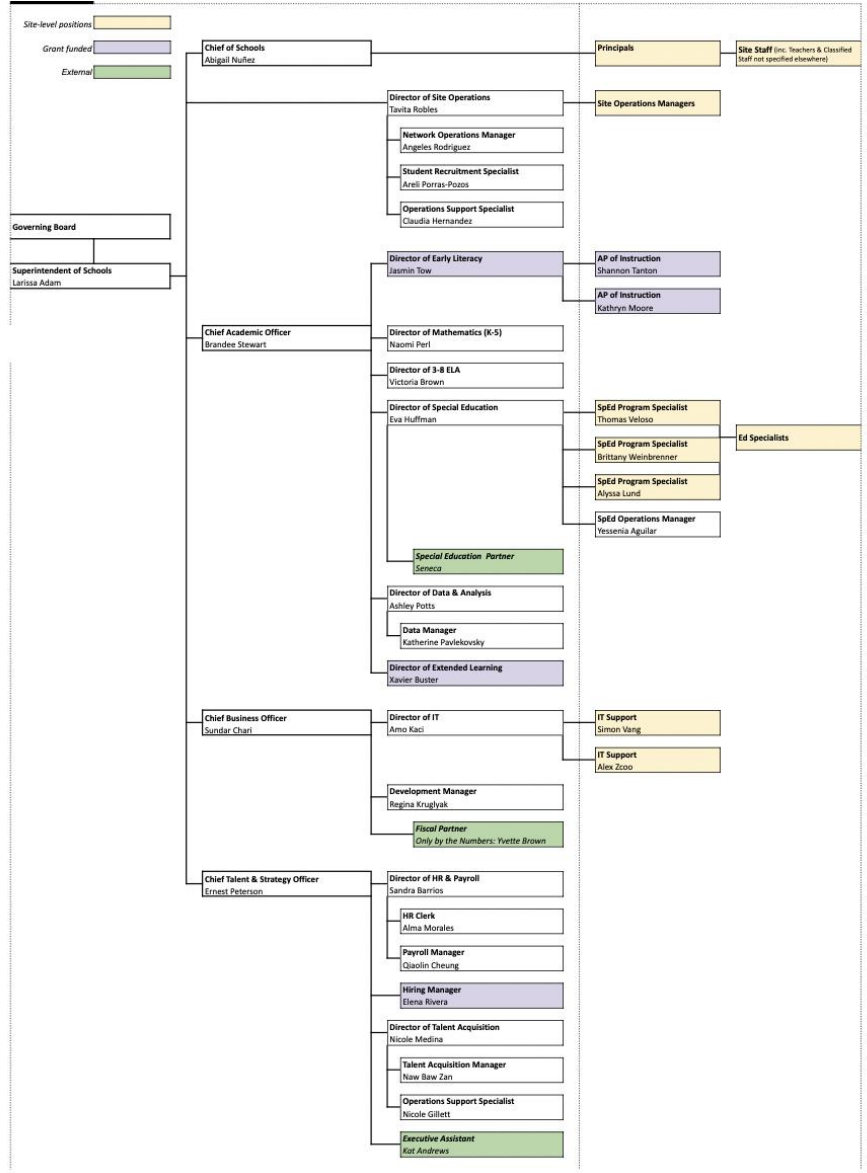 Site-level positions
Grant funded
External
Chief of Schools
Abigail Nuñez
Principals
Site Staff (inc. Teachers & Classified
Staff not specified elsewhere)
Director of Site Operations
Tavita Robles
Site Operations Managers
Network Operations Manager
Angeles Rodriguez
Student Recruitment Specialist
Areli Porras-Pozos
Operations Support Specialist
Claudia Hernandez
Governing Board
Superintendent of Schools
Larissa Adam
Director of Early Literacy
Jasmin Tow
AP of Instruction
Shannon Tanton
AP of Instruction
Kathryn Moore
Chief Academic Officer
Brandee Stewart
Director of Mathematics (K-5)
Naomi Perl
Director of 3-8 ELA
Victoria Brown
Director of Special Education
Eva Huffman
SpEd Program Specialist
Thomas Veloso
Ed Specialists
SpEd Program Specialist
Brittany Weinbrenner
SpEd Program Specialist
Alyssa Lund
SpEd Operations Manager
Yessenia Aguilar
Special Education Partner
Seneca
Director of Data & Analysis
Ashley Potts
Data Manager
Katherine Pavlekovsky
Director of Extended Learning
Xavier Buster
Chief Business Officer
Sundar Chari
Director of IT
Amo Kaci
IT Support
Simon Vang
IT Support
Alex Zcoo
Development Manager
Regina Kruglyak
Fiscal Partner
Only by the Numbers: Yvette Brown
Chief Talent & Strategy Officer
Ernest Peterson
Director of HR & Payroll
Sandra Barrios
HR Clerk
Alma Morales
Payroll Manager
Qiaolin Cheung
Hiring Manager
Elena Rivera
Director of Talent Acquisition
Nicole Medina
Talent Acquisition Manager
Naw Baw Zan
Operations Support Specialist
Nicole Gillett
Executive Assistant
Kat Andrews